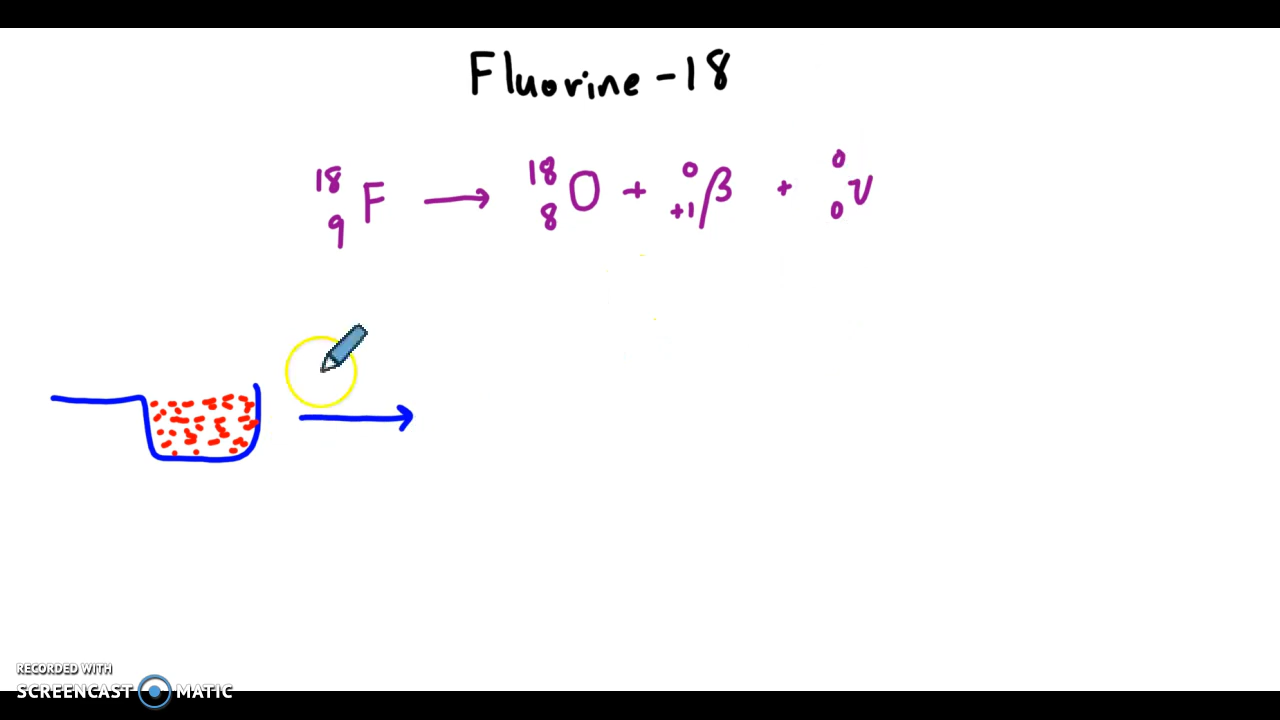 Fluorine-18
¹⁸₉F → ¹⁸₈O + ⁰₊₁β + ⁰₀ν
RECORDED WITH
SCREENCAST MATIC